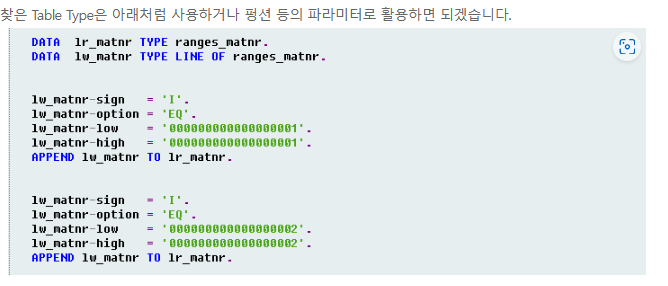 찾은 Table Type은 아래처럼 사용하거나 펑션 등의 파라미터로 활용하면 되겠습니다.
DATA  lr_matnr TYPE ranges_matnr.
DATA  lw_matnr TYPE LINE OF ranges_matnr.
lw_matnr-sign   = 'I'.
lw_matnr-option = 'EQ'.
lw_matnr-low    = '000000000000000001'.
lw_matnr-high   = '000000000000000001'.
APPEND lw_matnr TO lr_matnr.
lw_matnr-sign   = 'I'.
lw_matnr-option = 'EQ'.
lw_matnr-low    = '000000000000000002'.
lw_matnr-high   = '000000000000000002'.
APPEND lw_matnr TO lr_matnr.